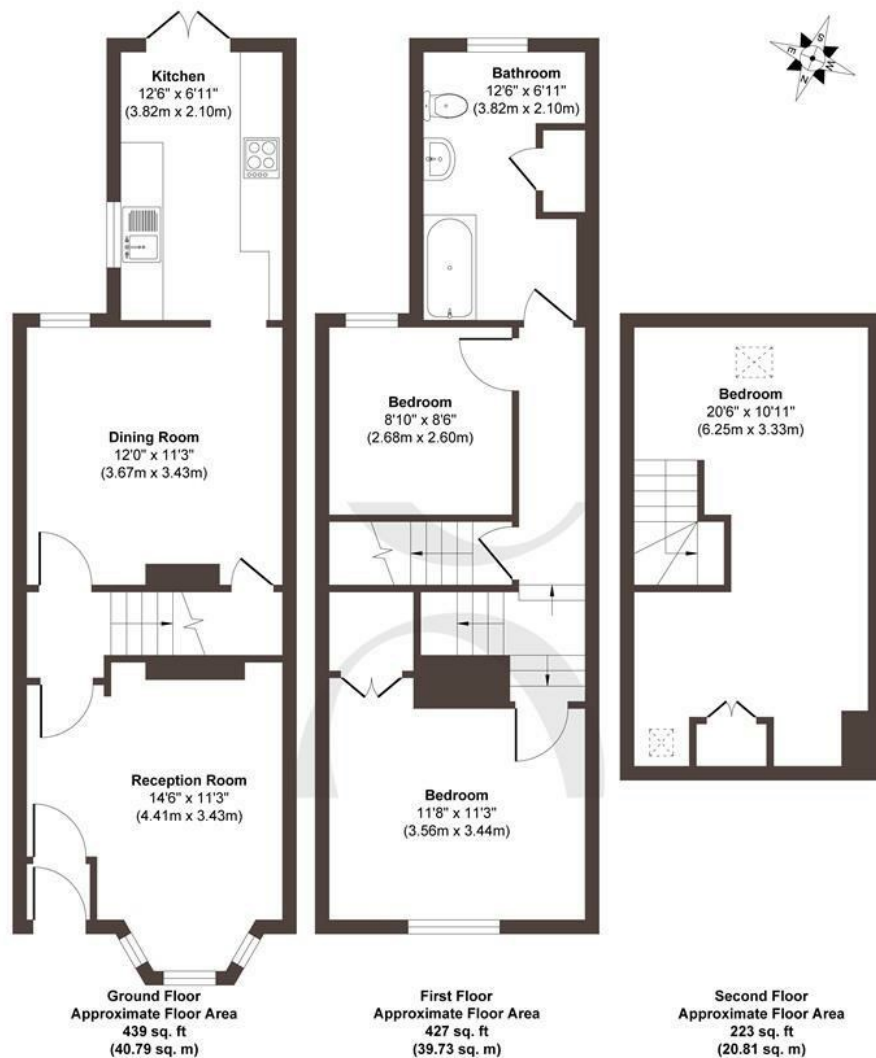 Kitchen
12'6" x 6'11"
(3.82m x 2.10m)
Bathroom
12'6" x 6'11"
(3.82m x 2.10m)
S
E
W
N
Dining Room
12'0" x 11'3"
(3.67m x 3.43m)
Bedroom
8'10" x 8'6"
(2.68m x 2.60m)
Bedroom
20'6" x 10'11"
(6.25m x 3.33m)
Reception Room
14'6" x 11'3"
(4.41m x 3.43m)
Bedroom
11'8" x 11'3"
(3.56m x 3.44m)
Ground Floor
Approximate Floor Area
439 sq. ft
(40.79 sq. m)
First Floor
Approximate Floor Area
427 sq. ft
(39.73 sq. m)
Second Floor
Approximate Floor Area
223 sq. ft
(20.81 sq. m)